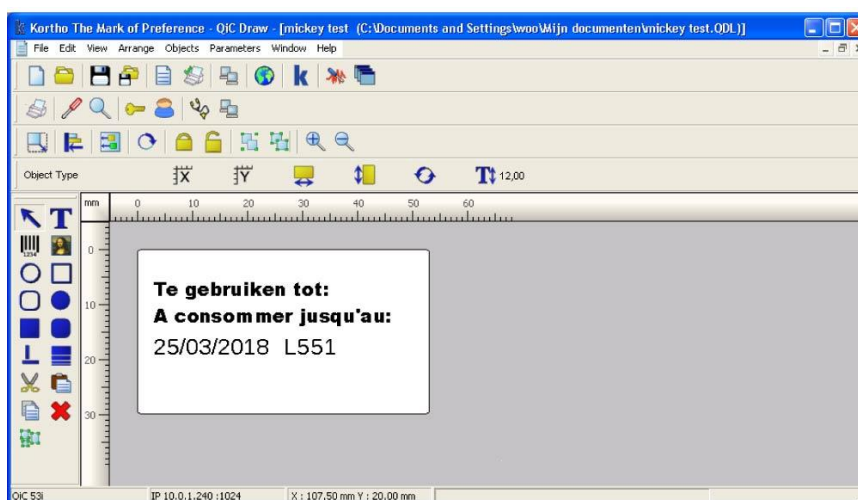 Kortho The Mark of Preference - QiC Draw - [mickey test (C:\Documents and Settings\woo\Mijn documenten\mickey test.QDL)]
File Edit View Arrange Objects Parameters Window Help
k
Object Type X Y T 12,00
mm 0 10 20 30 40 50 60
T
1234
0
10
20
30
Te gebruiken tot:
A consommer jusqu'au:
25/03/2018 L551
QiC 53i IP 10.0.1.240 :1024 X : 107,50 mm Y : 20,00 mm